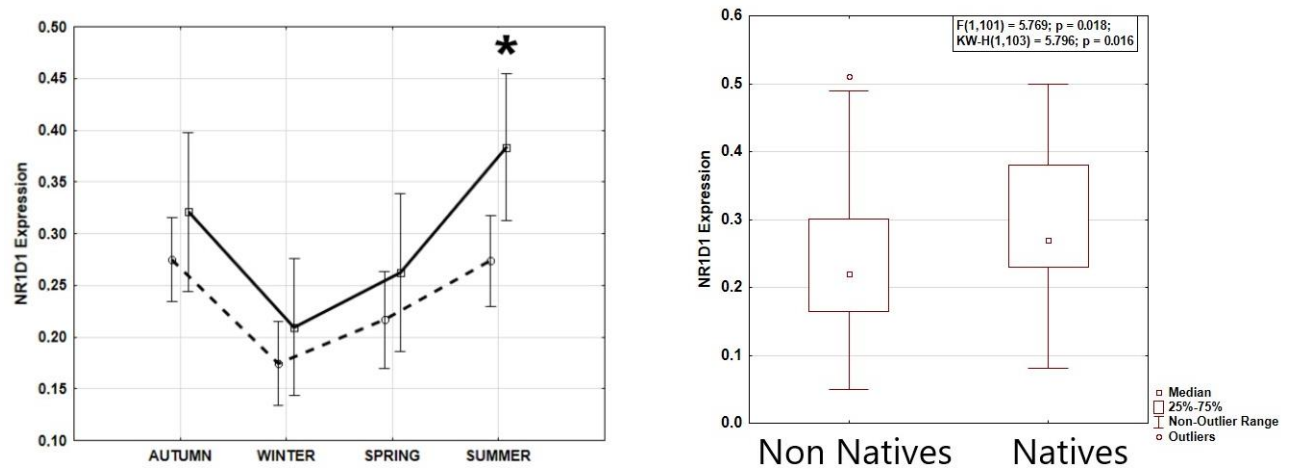 0.50
0.45
*
0.40
0.35
0.30
0.25
0.20
0.15
0.10
NR1D1 Expression
AUTUMN WINTER SPRING SUMMER
0.6
0.5
0.4
0.3
0.2
0.1
0.0
NR1D1 Expression
F(1,101) = 5.769; p = 0.018;
KW-H(1,103) = 5.796; p = 0.016
Non Natives Natives
Median
25%-75%
Non-Outlier Range
Outliers